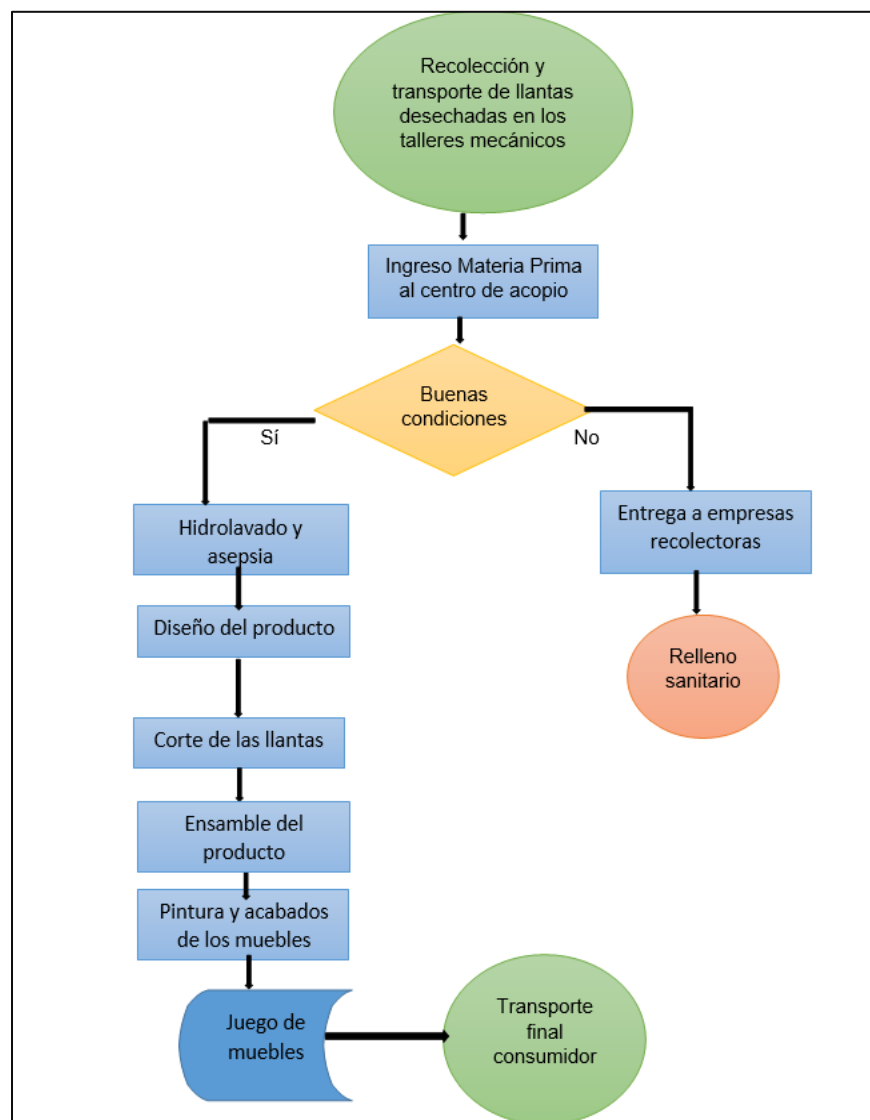 Recolección y
transporte de llantas
desechadas en los
talleres mecánicos
Ingreso Materia Prima
al centro de acopio
Buenas
condiciones
Sí
No
Hidrolavado y
asepsia
Entrega a empresas
recolectoras
Diseño del producto
Relleno
sanitario
Corte de las llantas
Ensamble del
producto
Pintura y acabados
de los muebles
Juego de
muebles
Transporte
final
consumidor